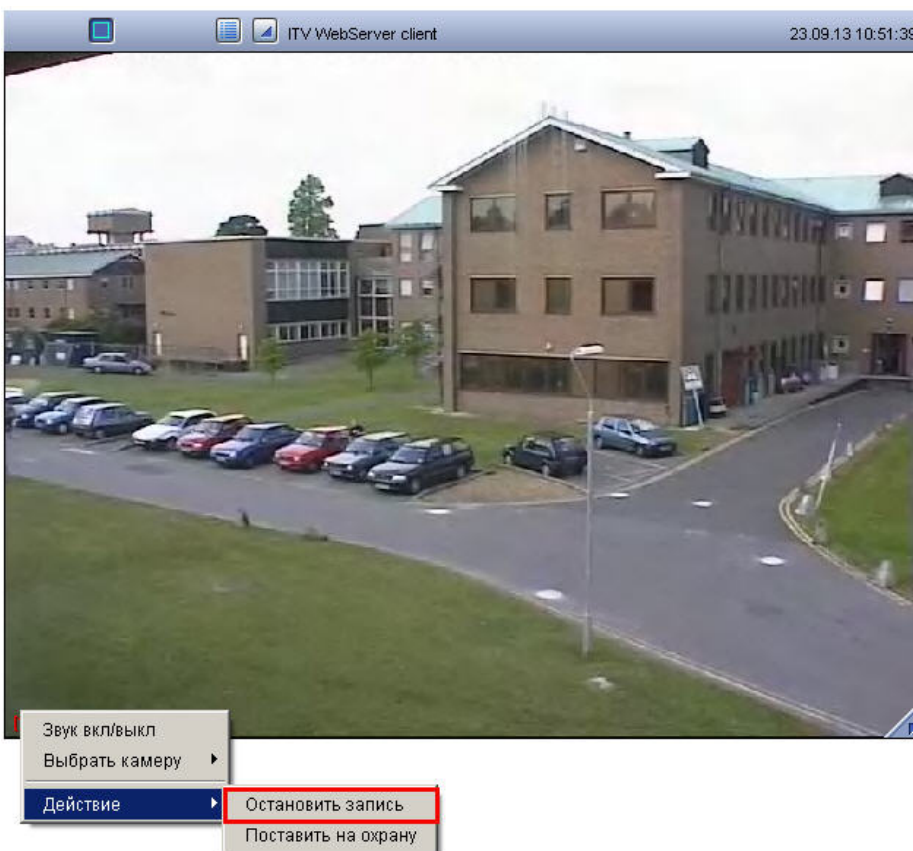 ITV WebServer client
23.09.13 10:51:39
Звук вкл/выкл
Выбрать камеру
Действие
Остановить запись
Поставить на охрану